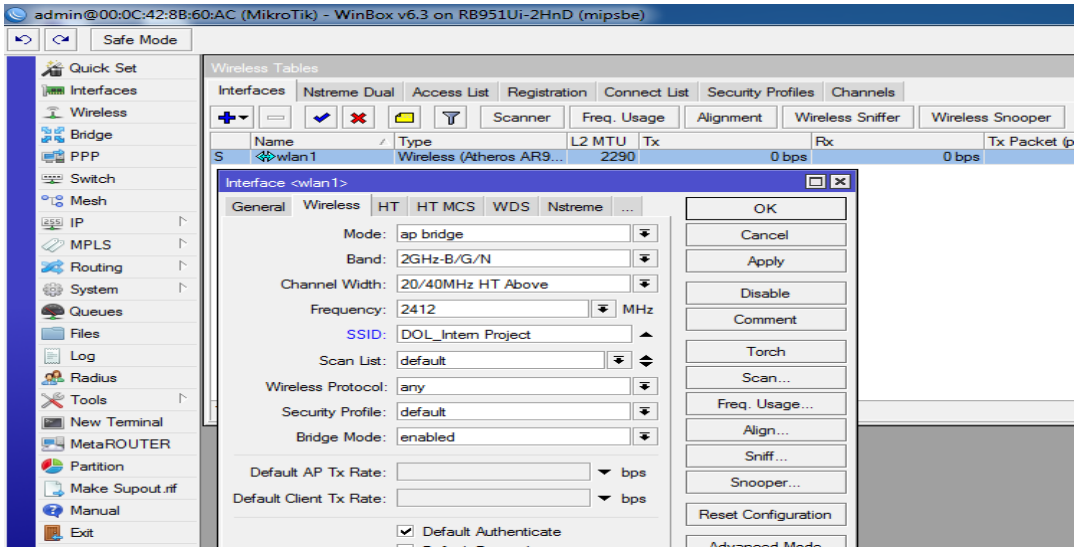 admin@00:0C:42:8B:60:AC (MikroTik) - WinBox v6.3 on RB951Ui-2HnD (mipsbe)
Safe Mode
Quick Set
Interfaces
Wireless
Bridge
PPP
Switch
Mesh
IP
MPLS
Routing
System
Queues
Files
Log
Radius
Tools
New Terminal
MetaROUTER
Partition
Make Supout.rif
Manual
Exit
Wireless Tables
Interfaces Nstreme Dual Access List Registration Connect List Security Profiles Channels
Scanner Freq. Usage Alignment Wireless Sniffer Wireless Snooper
Name Type L2 MTU Tx Rx Tx Packet (p
S wlan1 Wireless (Atheros AR9... 2290 0 bps 0 bps
Interface <wlan1>
General Wireless HT HT MCS WDS Nstreme ...
Mode: ap bridge
Band: 2GHz-B/G/N
Channel Width: 20/40MHz HT Above
Frequency: 2412 MHz
SSID: DOL_Intern Project
Scan List: default
Wireless Protocol: any
Security Profile: default
Bridge Mode: enabled
Default AP Tx Rate: bps
Default Client Tx Rate: bps
Default Authenticate
OK
Cancel
Apply
Disable
Comment
Torch
Scan...
Freq. Usage...
Align...
Sniff...
Snooper...
Reset Configuration
Advanced Mode